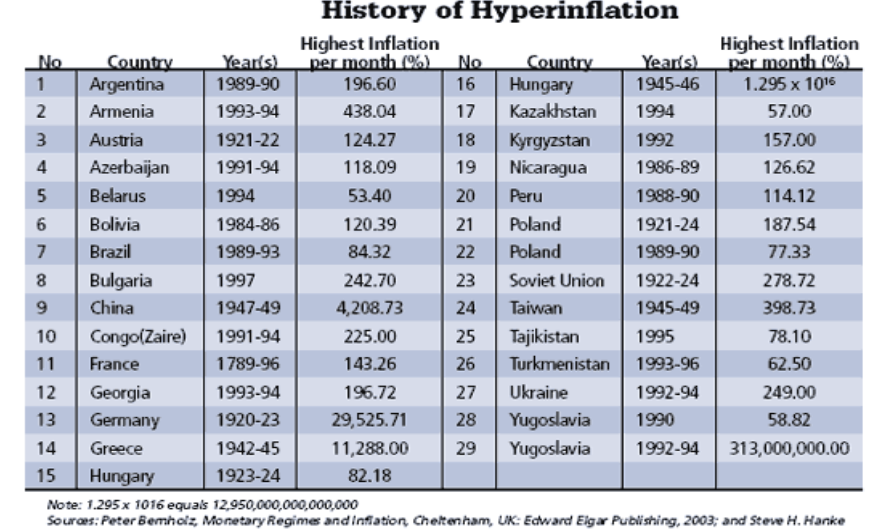 History of Hyperinflation
No Country Year(s) Highest Inflation per month (%) No Country Year(s) Highest Inflation per month (%)
1 Argentina 1989-90 196.60 16 Hungary 1945-46 1.295 x 10¹⁶
2 Armenia 1993-94 438.04 17 Kazakhstan 1994 57.00
3 Austria 1921-22 124.27 18 Kyrgyzstan 1992 157.00
4 Azerbaijan 1991-94 118.09 19 Nicaragua 1986-89 126.62
5 Belarus 1994 53.40 20 Peru 1988-90 114.12
6 Bolivia 1984-86 120.39 21 Poland 1921-24 187.54
7 Brazil 1989-93 84.32 22 Poland 1989-90 77.33
8 Bulgaria 1997 242.70 23 Soviet Union 1922-24 278.72
9 China 1947-49 4,208.73 24 Taiwan 1945-49 398.73
10 Congo(Zaire) 1991-94 225.00 25 Tajikistan 1995 78.10
11 France 1789-96 143.26 26 Turkmenistan 1993-96 62.50
12 Georgia 1993-94 196.72 27 Ukraine 1992-94 249.00
13 Germany 1920-23 29,525.71 28 Yugoslavia 1990 58.82
14 Greece 1942-45 11,288.00 29 Yugoslavia 1992-94 313,000,000.00
15 Hungary 1923-24 82.18
Note: 1.295 x 1016 equals 12,950,000,000,000,000
Sources: Peter Bernholz, Monetary Regimes and Inflation, Cheltenham, UK: Edward Elgar Publishing, 2003; and Steve H. Hanke